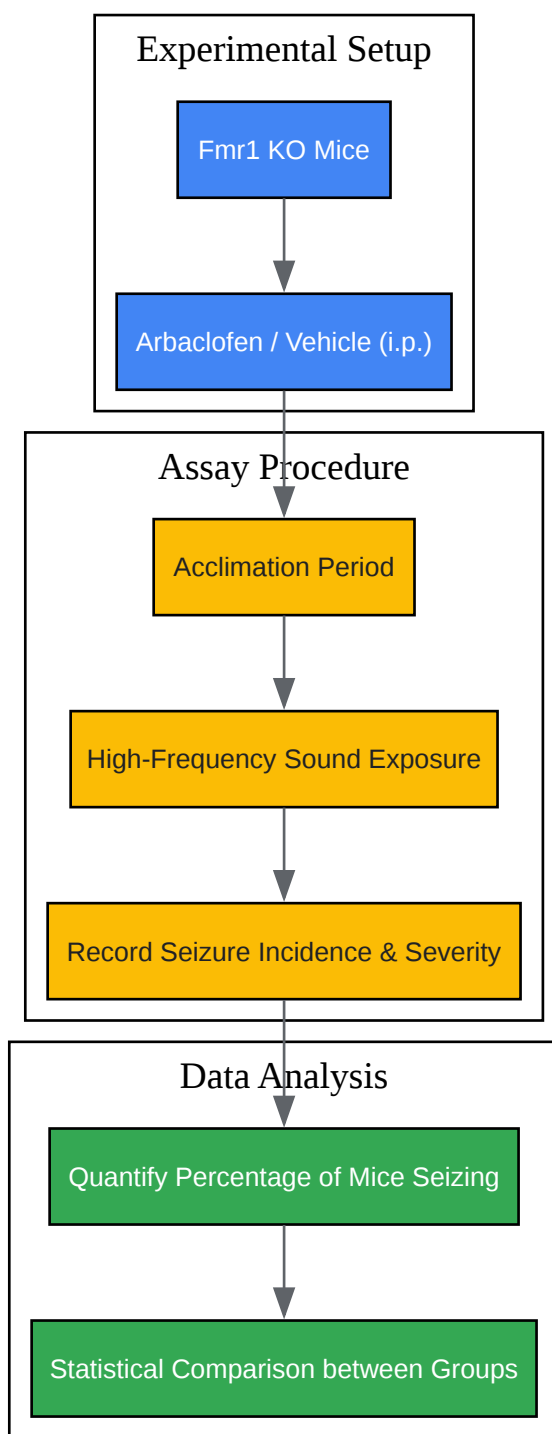 Experimental Setup
Fmr1 KO Mice
Arbaclofen / Vehicle (i.p.)
Assay Procedure
Acclimation Period
High-Frequency Sound Exposure
Record Seizure Incidence & Severity
Data Analysis
Quantify Percentage of Mice Seizing
Statistical Comparison between Groups